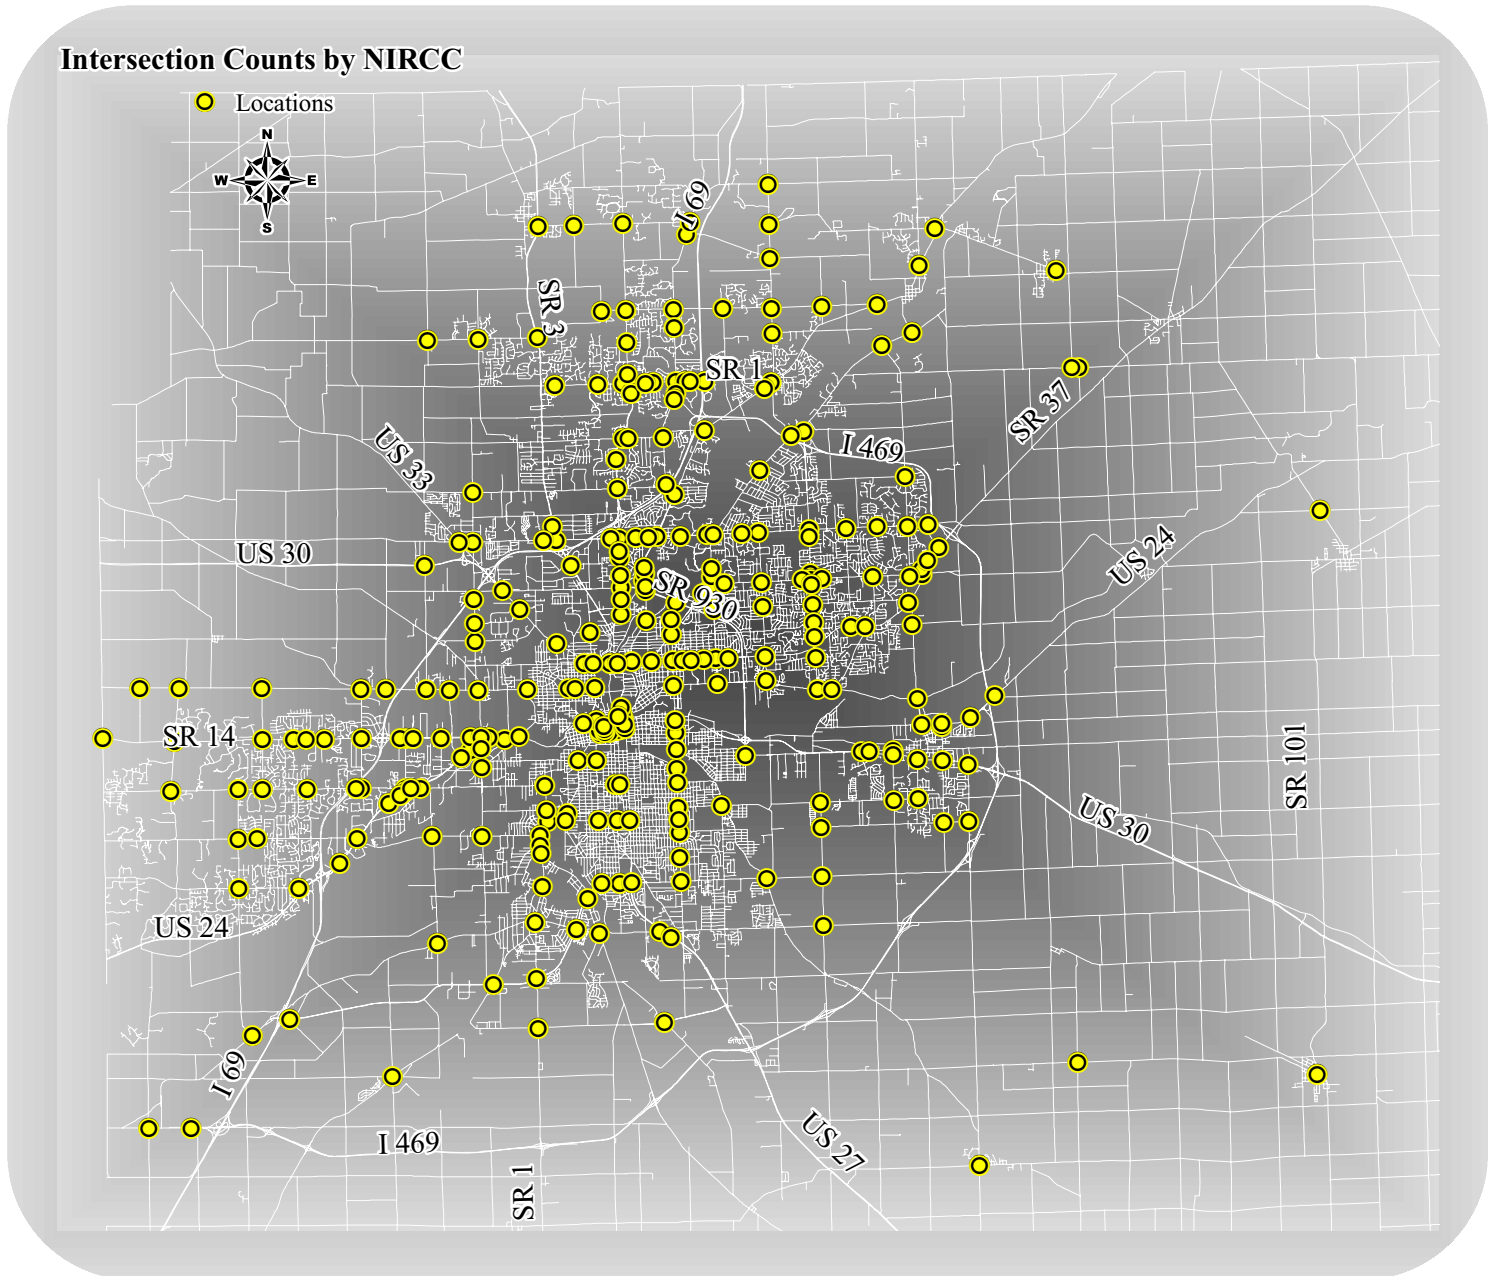 Intersection Counts by NIRCC
Locations
N
W E
S
I 69
SR 3
SR 1
SR 37
US 33
I 469
US 30
US 24
SR 930
SR 14
SR 101
US 30
US 24
I 69
I 469
US 27
SR 1